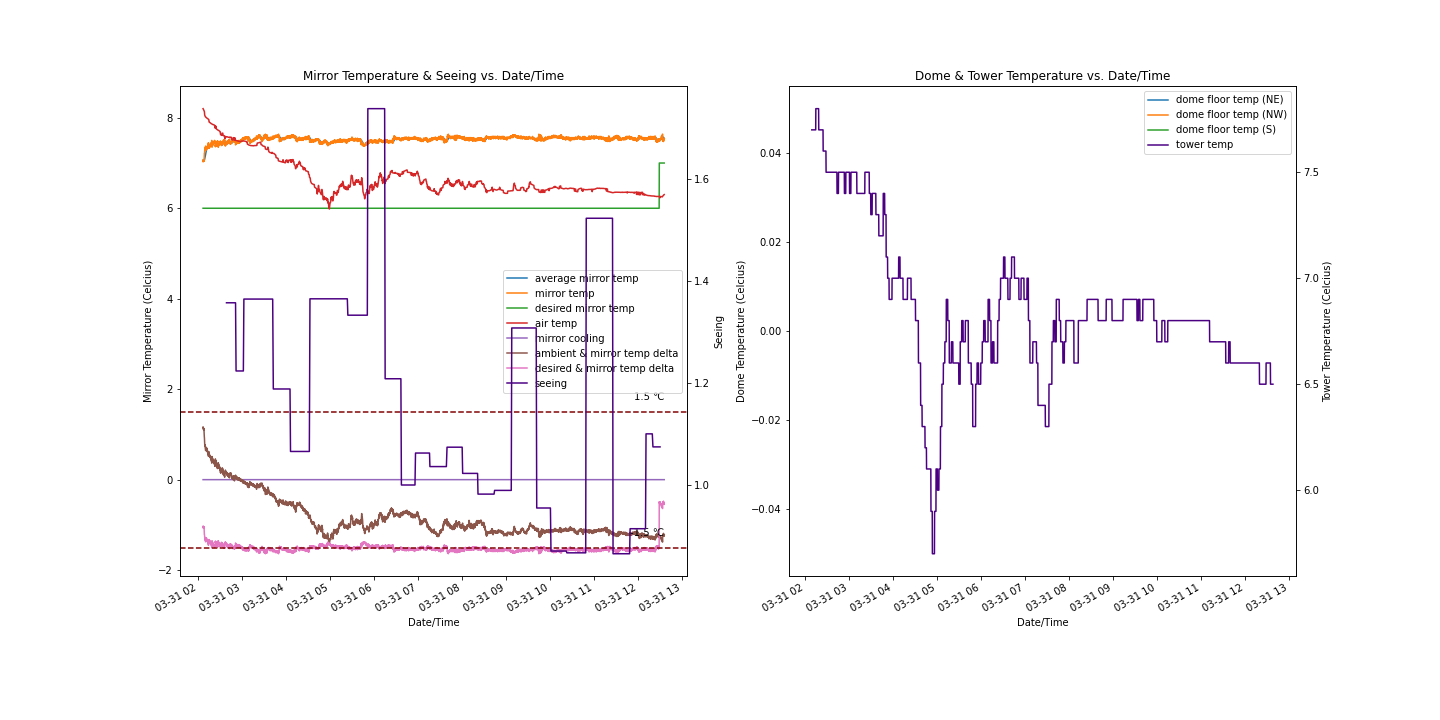 Mirror Temperature & Seeing vs. Date/Time
Mirror Temperature (Celcius)
8
6
4
2
0
−2
1.6
1.4
1.2
1.0
Seeing
average mirror temp
mirror temp
desired mirror temp
air temp
mirror cooling
ambient & mirror temp delta
desired & mirror temp delta
seeing
1.5 °C
03-31 02
03-31 03
03-31 04
03-31 05
03-31 06
03-31 07
03-31 08
03-31 09
03-31 10
03-31 11
03-31 12
03-31 13
Date/Time
Dome & Tower Temperature vs. Date/Time
Dome Temperature (Celcius)
0.04
0.02
0.00
−0.02
−0.04
7.5
7.0
6.5
6.0
Tower Temperature (Celcius)
dome floor temp (NE)
dome floor temp (NW)
dome floor temp (S)
tower temp
03-31 02
03-31 03
03-31 04
03-31 05
03-31 06
03-31 07
03-31 08
03-31 09
03-31 10
03-31 11
03-31 12
03-31 13
Date/Time